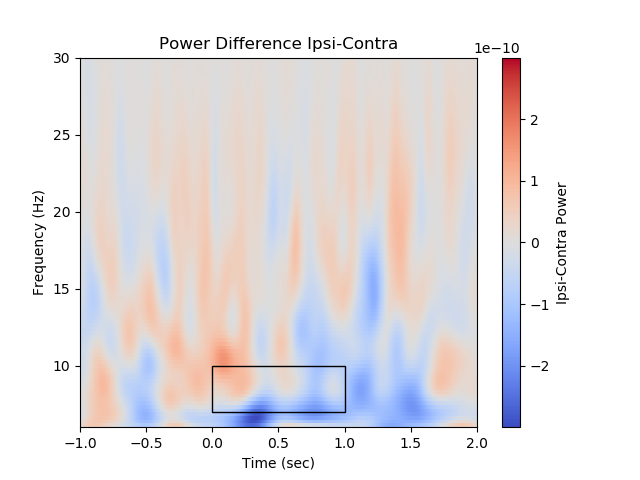 Power Difference Ipsi-Contra
1e−10
30
25
20
15
10
Frequency (Hz)
−1.0 −0.5 0.0 0.5 1.0 1.5 2.0
Time (sec)
2
1
0
−1
−2
Ipsi-Contra Power